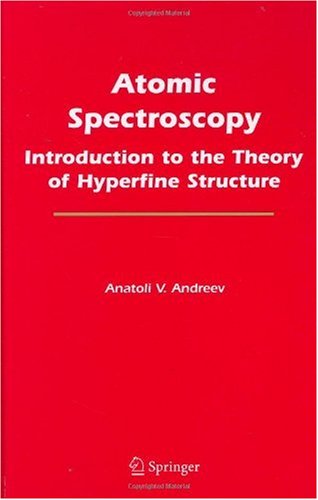 Atomic
Spectroscopy
Introduction to the Theory
of Hyperfine Structure
Anatoli V. Andreev
Springer